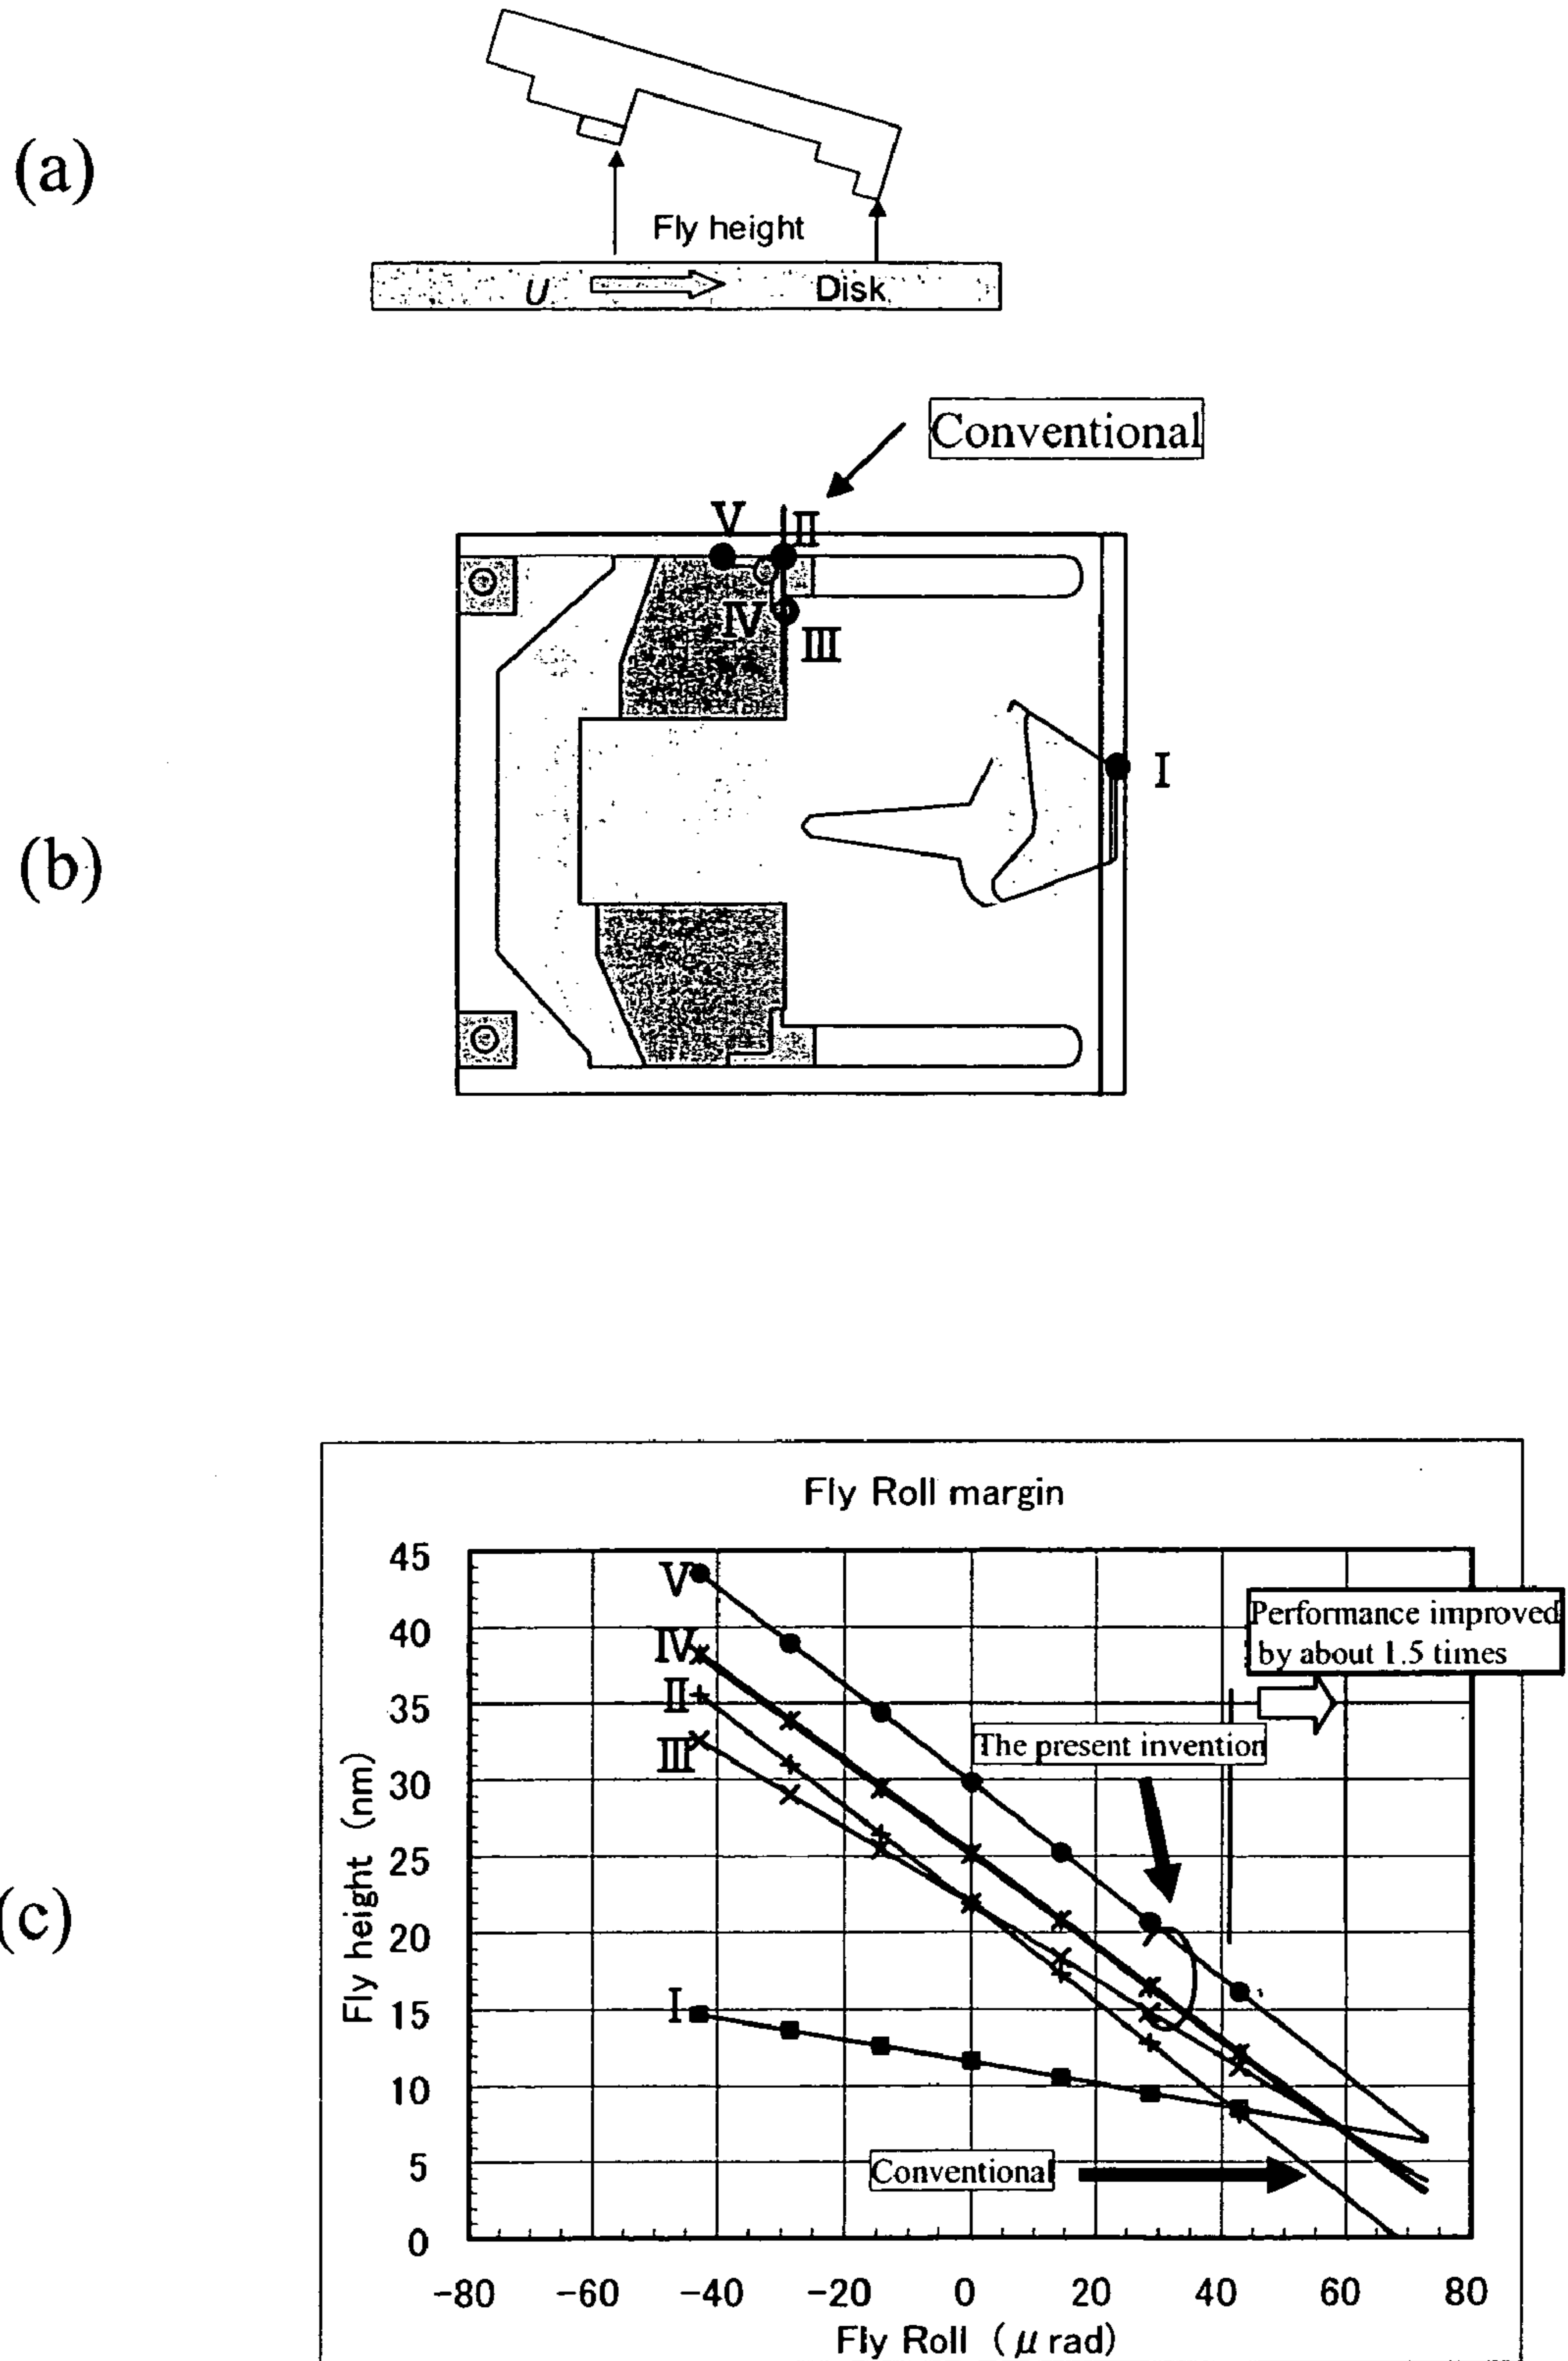 (a)
Fly height
U
Disk
Conventional
V
II
IV
III
I
(b)
Fly Roll margin
(c)
Fly height (nm)
45
40
35
30
25
20
15
10
5
0
V
IV
II
III
I
Performance improved
by about 1.5 times
The present invention
Conventional
-80 -60 -40 -20 0 20 40 60 80
Fly Roll (μ rad)